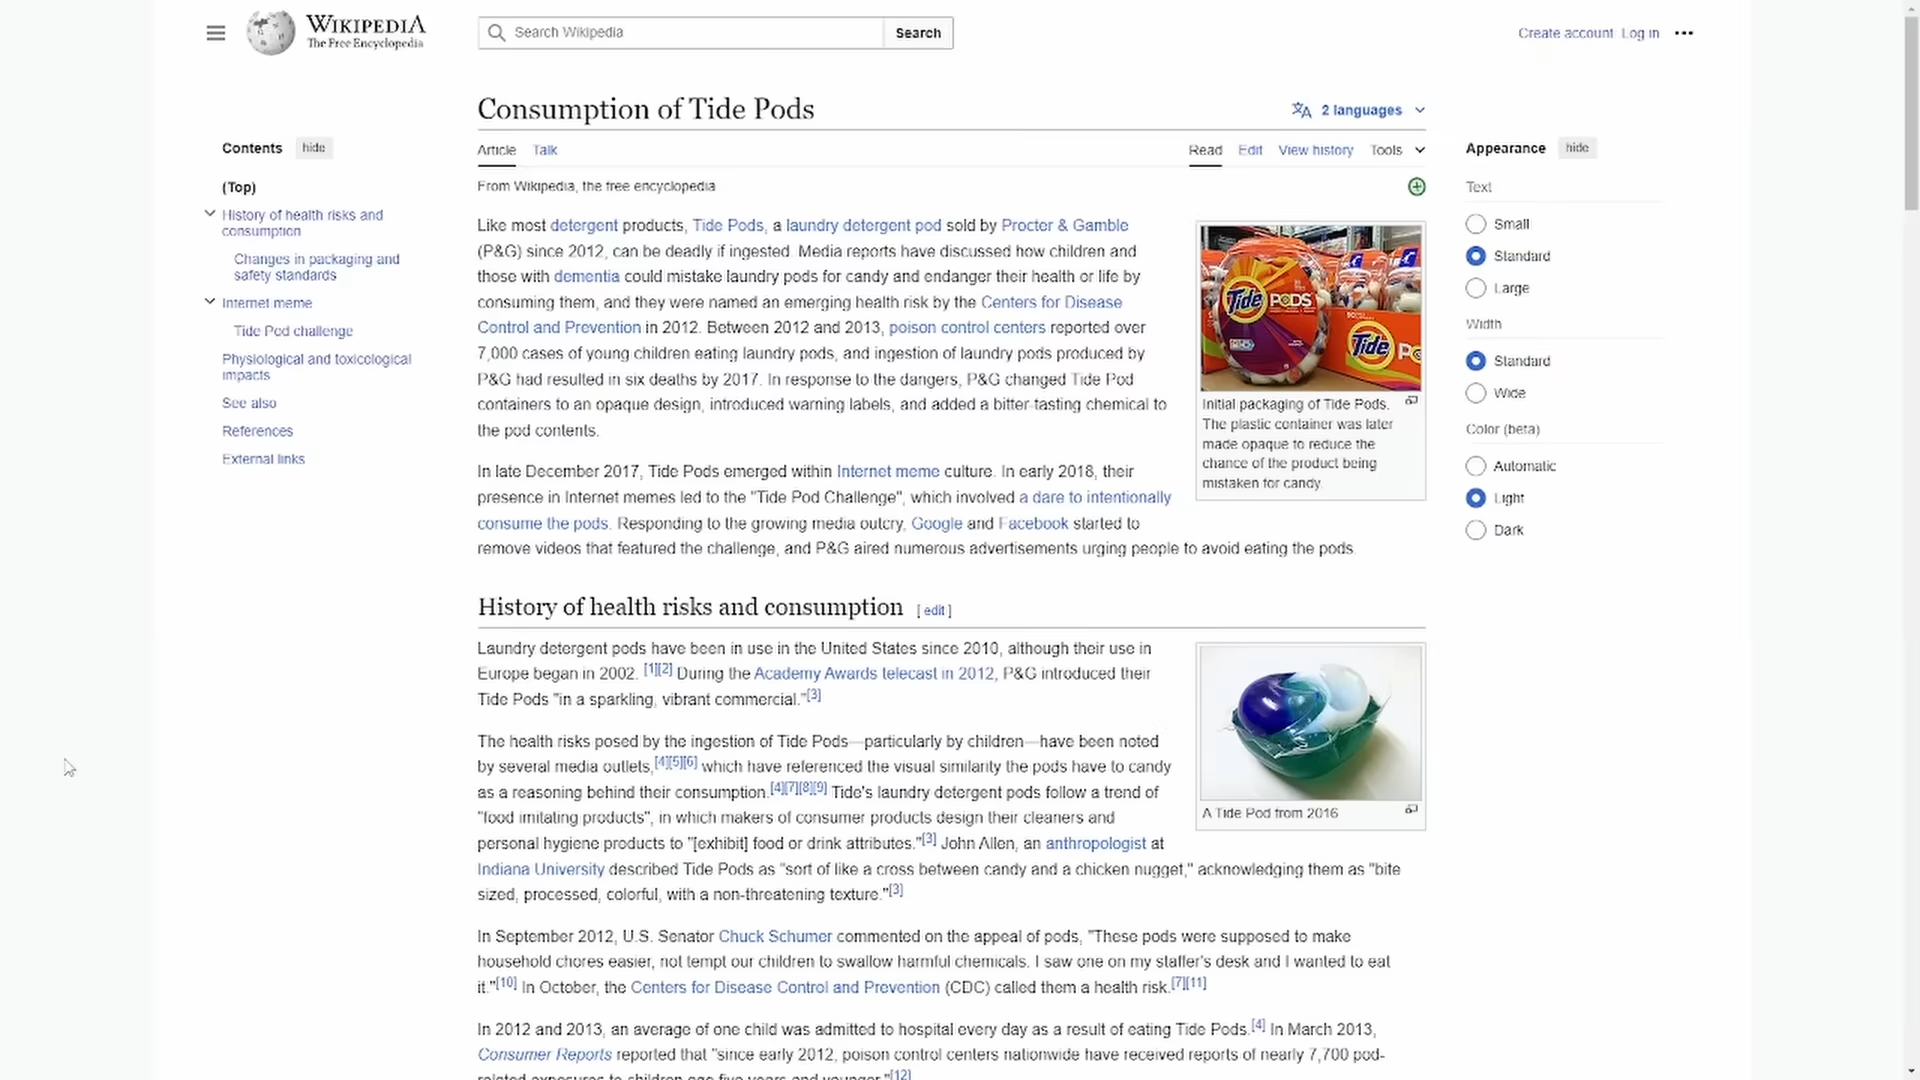 WIKIPEDIA
The Free Encyclopedia
Search Wikipedia
Search
Create account Log in
Consumption of Tide Pods
2 languages
Contents hide
(Top)
History of health risks and
consumption
Changes in packaging and
safety standards
Internet meme
Tide Pod challenge
Physiological and toxicological
impacts
See also
References
External links
Article Talk
Read Edit View history Tools
From Wikipedia, the free encyclopedia
Like most detergent products, Tide Pods, a laundry detergent pod sold by Procter & Gamble
(P&G) since 2012, can be deadly if ingested. Media reports have discussed how children and
those with dementia could mistake laundry pods for candy and endanger their health or life by
consuming them, and they were named an emerging health risk by the Centers for Disease
Control and Prevention in 2012. Between 2012 and 2013, poison control centers reported over
7,000 cases of young children eating laundry pods, and ingestion of laundry pods produced by
P&G had resulted in six deaths by 2017. In response to the dangers, P&G changed Tide Pod
containers to an opaque design, introduced warning labels, and added a bitter-tasting chemical to
the pod contents.
In late December 2017, Tide Pods emerged within Internet meme culture. In early 2018, their
presence in Internet memes led to the "Tide Pod Challenge", which involved a dare to intentionally
consume the pods. Responding to the growing media outcry, Google and Facebook started to
remove videos that featured the challenge, and P&G aired numerous advertisements urging people to avoid eating the pods.
Tide PODS
Tide
Initial packaging of Tide Pods.
The plastic container was later
made opaque to reduce the
chance of the product being
mistaken for candy.
History of health risks and consumption [ edit ]
Laundry detergent pods have been in use in the United States since 2010, although their use in
Europe began in 2002. [1][2] During the Academy Awards telecast in 2012, P&G introduced their
Tide Pods "in a sparkling, vibrant commercial."[3]
The health risks posed by the ingestion of Tide Pods—particularly by children—have been noted
by several media outlets,[4][5][6] which have referenced the visual similarity the pods have to candy
as a reasoning behind their consumption.[4][7][8][9] Tide's laundry detergent pods follow a trend of
"food imitating products", in which makers of consumer products design their cleaners and
personal hygiene products to "[exhibit] food or drink attributes."[3] John Allen, an anthropologist at
Indiana University described Tide Pods as "sort of like a cross between candy and a chicken nugget," acknowledging them as "bite
sized, processed, colorful, with a non-threatening texture."[3]
A Tide Pod from 2016
In September 2012, U.S. Senator Chuck Schumer commented on the appeal of pods, "These pods were supposed to make
household chores easier, not tempt our children to swallow harmful chemicals. I saw one on my staffer's desk and I wanted to eat
it."[10] In October, the Centers for Disease Control and Prevention (CDC) called them a health risk.[7][11]
In 2012 and 2013, an average of one child was admitted to hospital every day as a result of eating Tide Pods.[4] In March 2013,
Consumer Reports reported that "since early 2012, poison control centers nationwide have received reports of nearly 7,700 pod-
related exposures to children age five years and younger."[12]
Appearance hide
Text
Small
Standard
Large
Width
Standard
Wide
Color (beta)
Automatic
Light
Dark